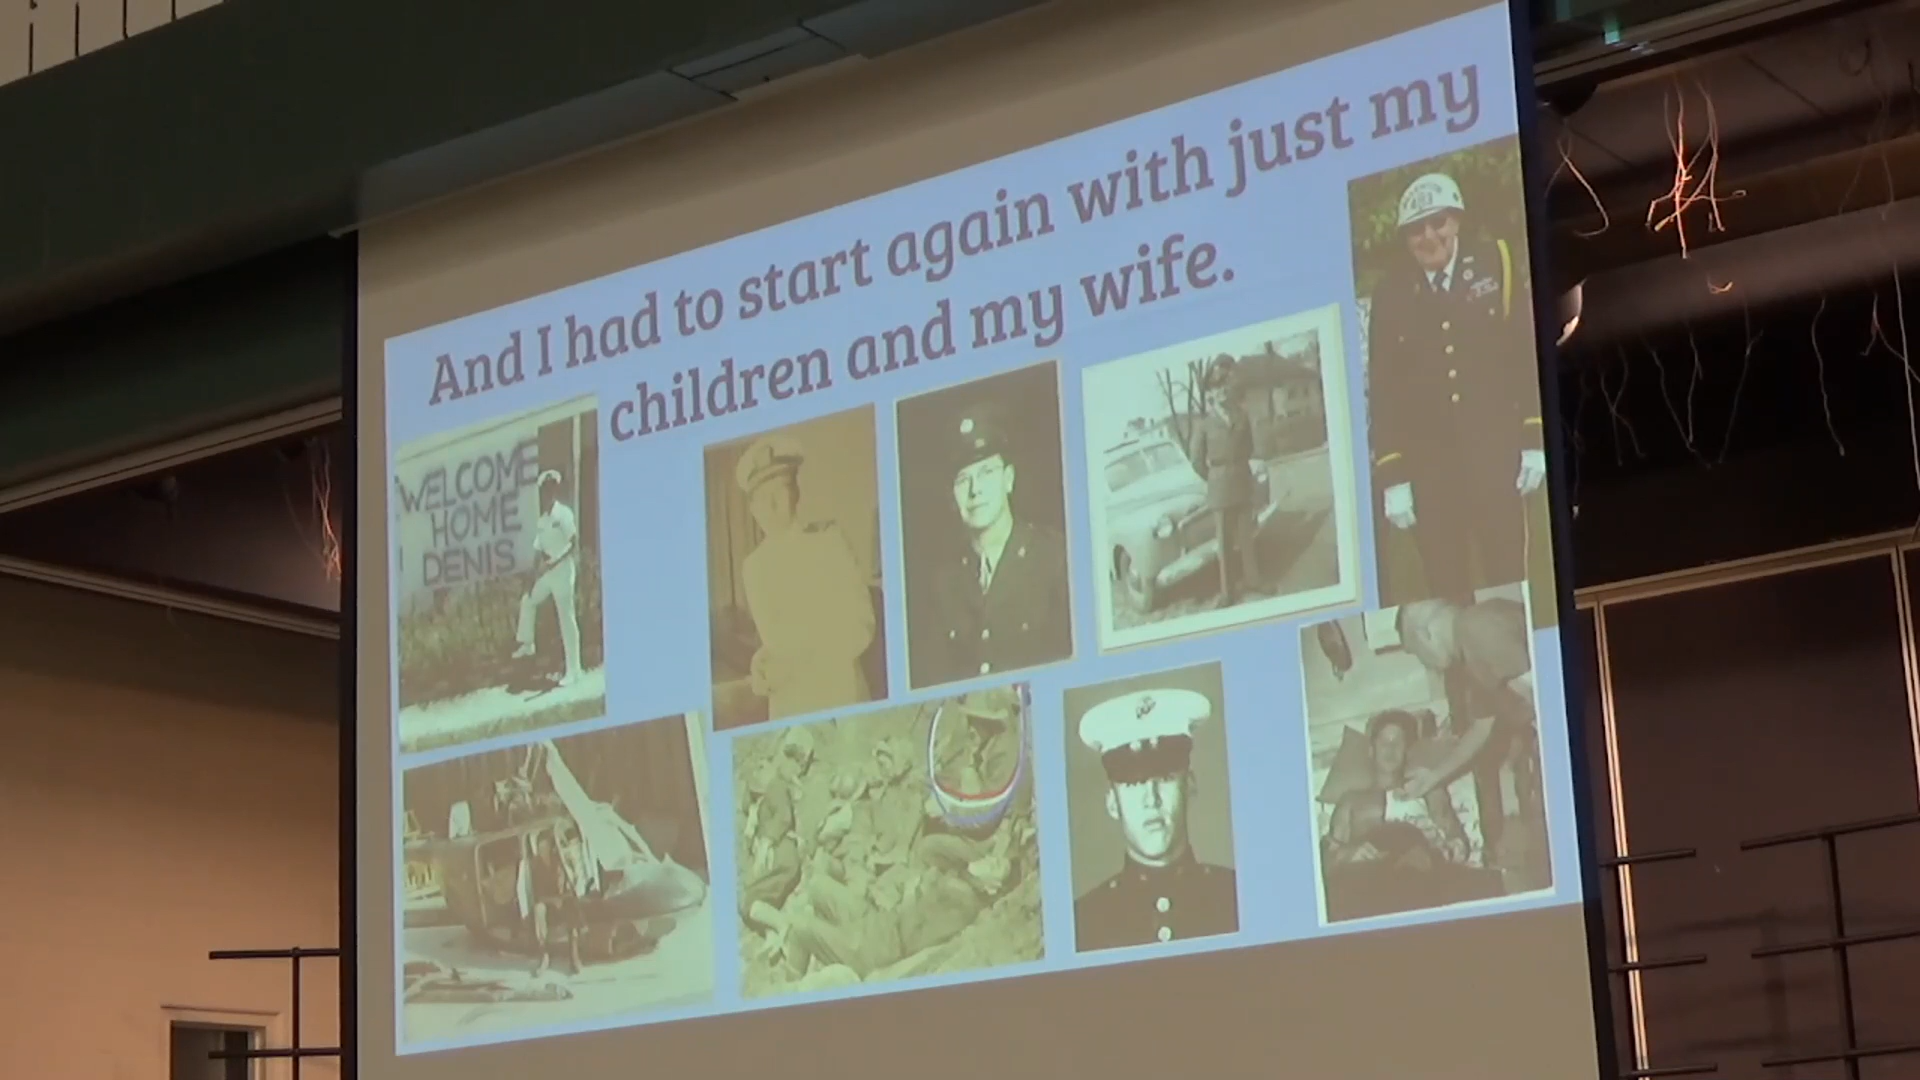 And I had to start again with just my
children and my wife.
WELCOME
HOME
DENIS